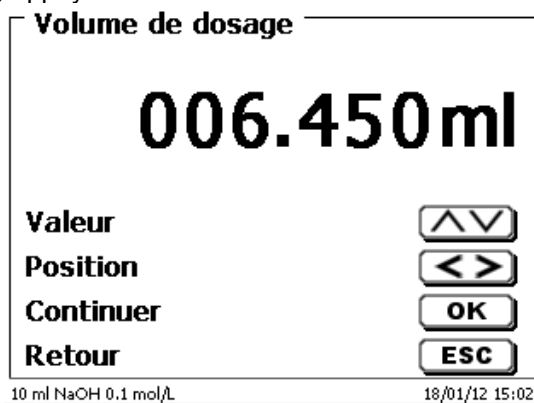 Volume de dosage
006.450ml
Valeur
Position < >
Continuer OK
Retour ESC
10 ml NaOH 0.1 mol/L 18/01/12 15:02